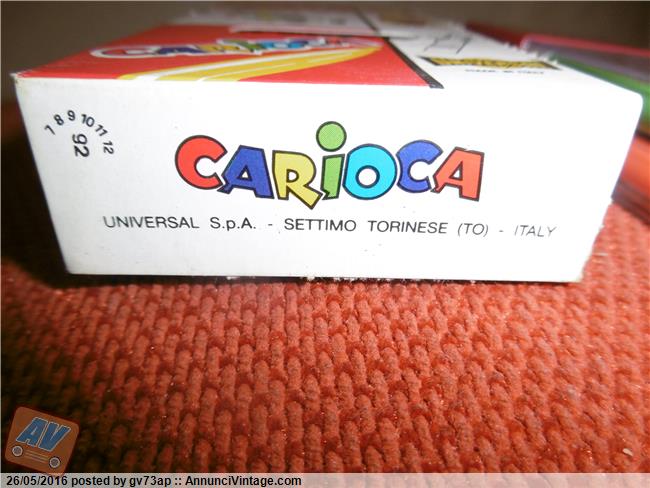 CARIOCA
7 8 9 10 11 12
92
CARIOCA
UNIVERSAL S.p.A. - SETTIMO TORINESE (TO) - ITALY
AV
26/05/2016 posted by gv73ap :: AnnunciVintage.com